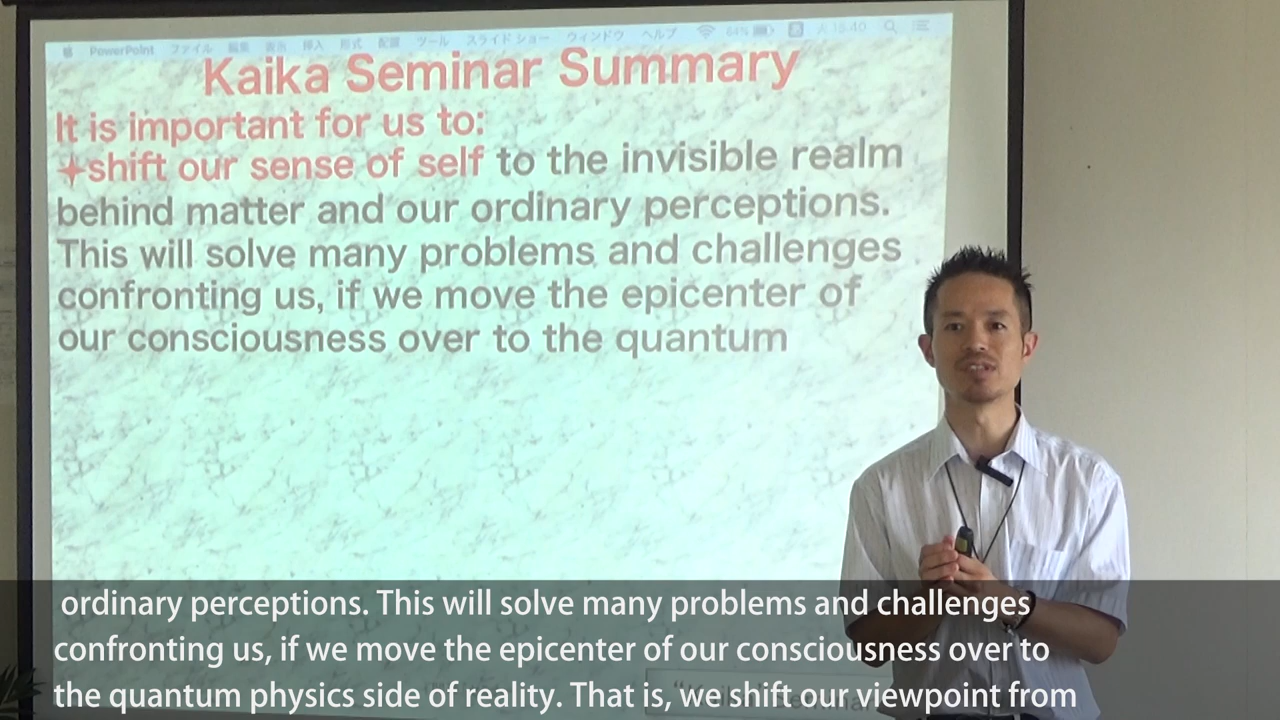 PowerPoint ファイル 編集 表示 挿入 形式 配置 ツール スライド ショー ウィンドウ ヘルプ 64%
Kaika Seminar Summary
It is important for us to:
✦shift our sense of self to the invisible realm
behind matter and our ordinary perceptions.
This will solve many problems and challenges
confronting us, if we move the epicenter of
our consciousness over to the quantum
ordinary perceptions. This will solve many problems and challenges
confronting us, if we move the epicenter of our consciousness over to
the quantum physics side of reality. That is, we shift our viewpoint from